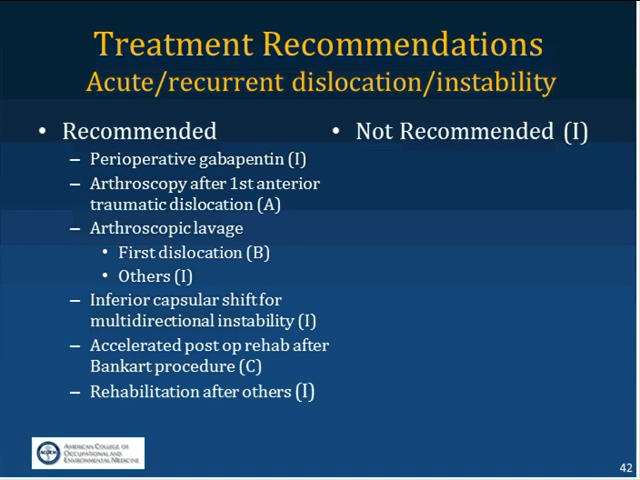 Treatment Recommendations
Acute/recurrent dislocation/instability
• Recommended
– Perioperative gabapentin (I)
– Arthroscopy after 1st anterior
traumatic dislocation (A)
– Arthroscopic lavage
• First dislocation (B)
• Others (I)
– Inferior capsular shift for
multidirectional instability (I)
– Accelerated post op rehab after
Bankart procedure (C)
– Rehabilitation after others (I)
• Not Recommended (I)
ACOEM
American College of
Occupational and
Environmental Medicine
42